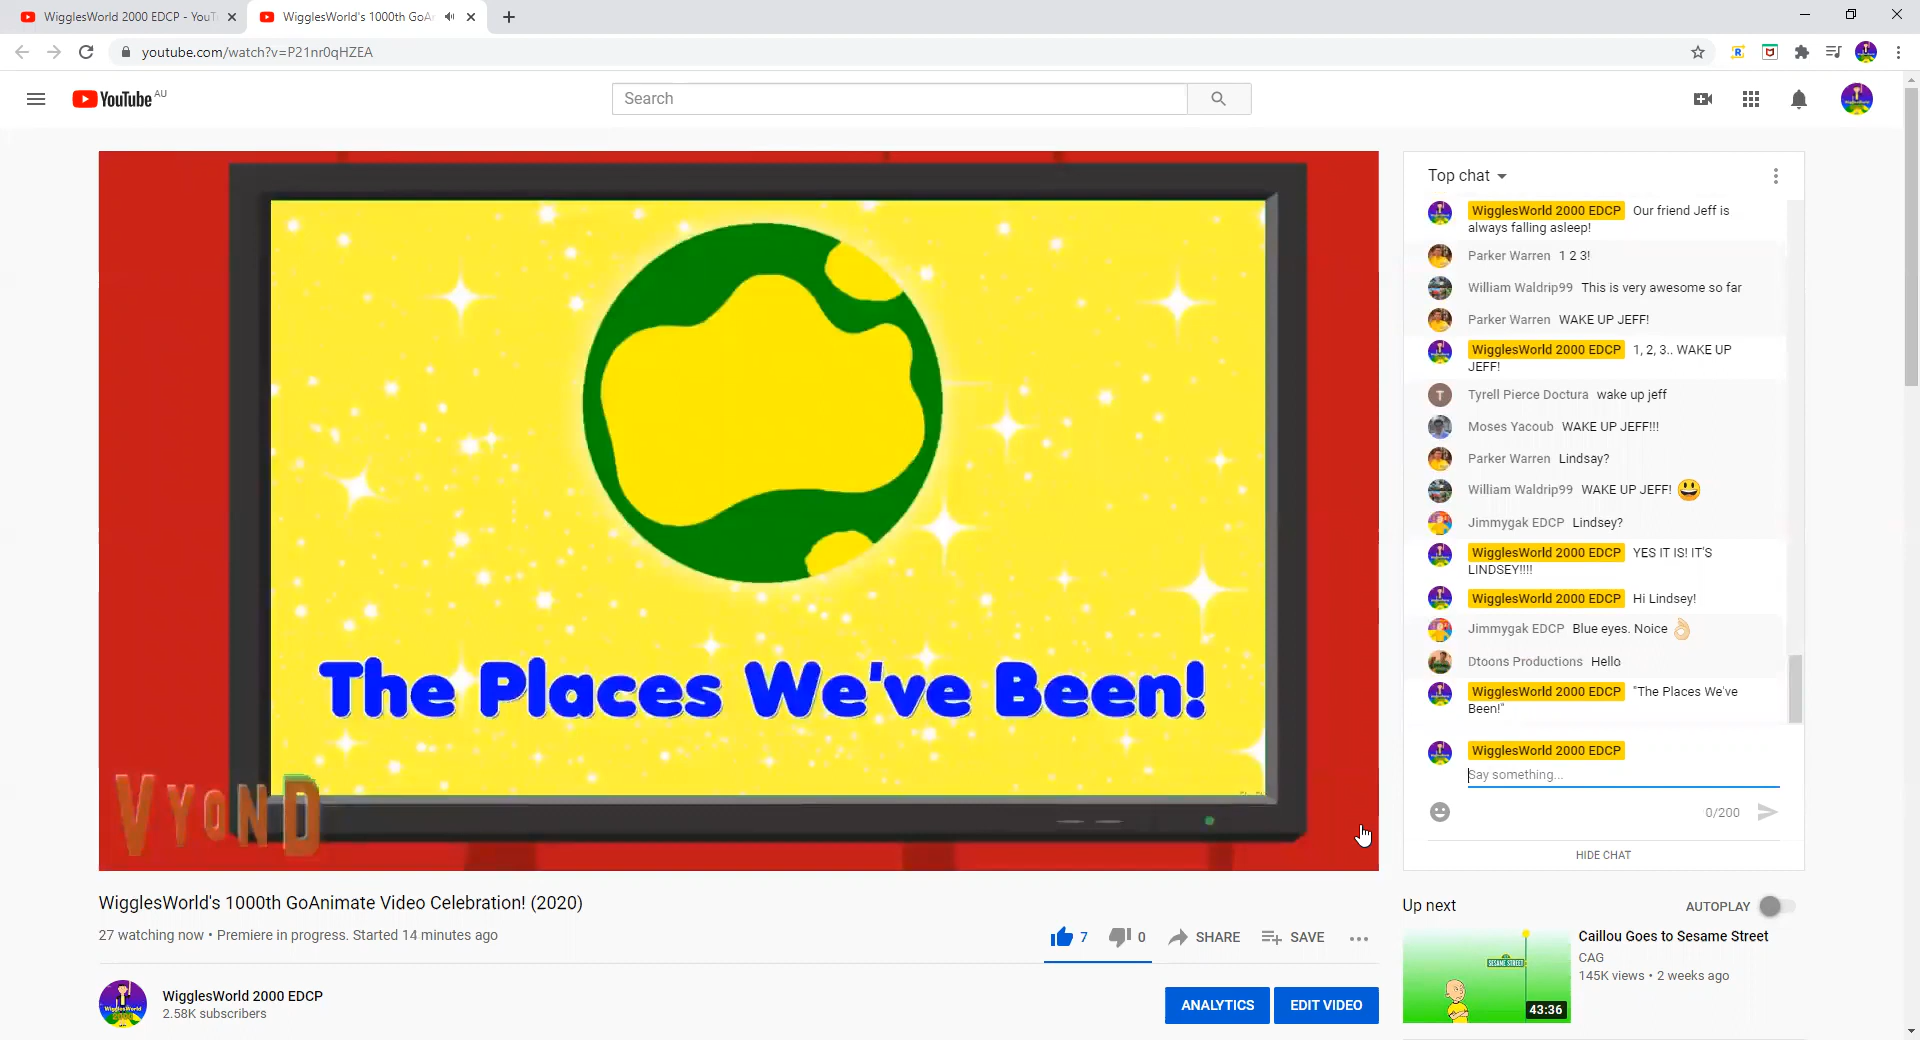 WigglesWorld 2000 EDCP - YouT
WigglesWorld's 1000th GoAn
youtube.com/watch?v=P21nr0qHZEA
YouTube AU
Search
The Places We've Been!
VYOND
Top chat
WigglesWorld 2000 EDCP Our friend Jeff is
always falling asleep!
Parker Warren 1 2 3!
William Waldrip99 This is very awesome so far
Parker Warren WAKE UP JEFF!
WigglesWorld 2000 EDCP 1, 2, 3.. WAKE UP
JEFF!
T
Tyrell Pierce Doctura wake up jeff
Moses Yacoub WAKE UP JEFF!!!
Parker Warren Lindsay?
William Waldrip99 WAKE UP JEFF! 😃
Jimmygak EDCP Lindsey?
WigglesWorld 2000 EDCP YES IT IS! IT'S
LINDSEY!!!!
WigglesWorld 2000 EDCP Hi Lindsey!
Jimmygak EDCP Blue eyes. Noice 👌🏻
Dtoons Productions Hello
WigglesWorld 2000 EDCP "The Places We've
Been!"
WigglesWorld 2000 EDCP
Say something...
0/200
HIDE CHAT
WigglesWorld's 1000th GoAnimate Video Celebration! (2020)
27 watching now • Premiere in progress. Started 14 minutes ago
7 0 SHARE SAVE
WigglesWorld 2000 EDCP
2.58K subscribers
ANALYTICS EDIT VIDEO
Up next AUTOPLAY
Caillou Goes to Sesame Street
CAG
145K views • 2 weeks ago
SESAME STREET
43:36